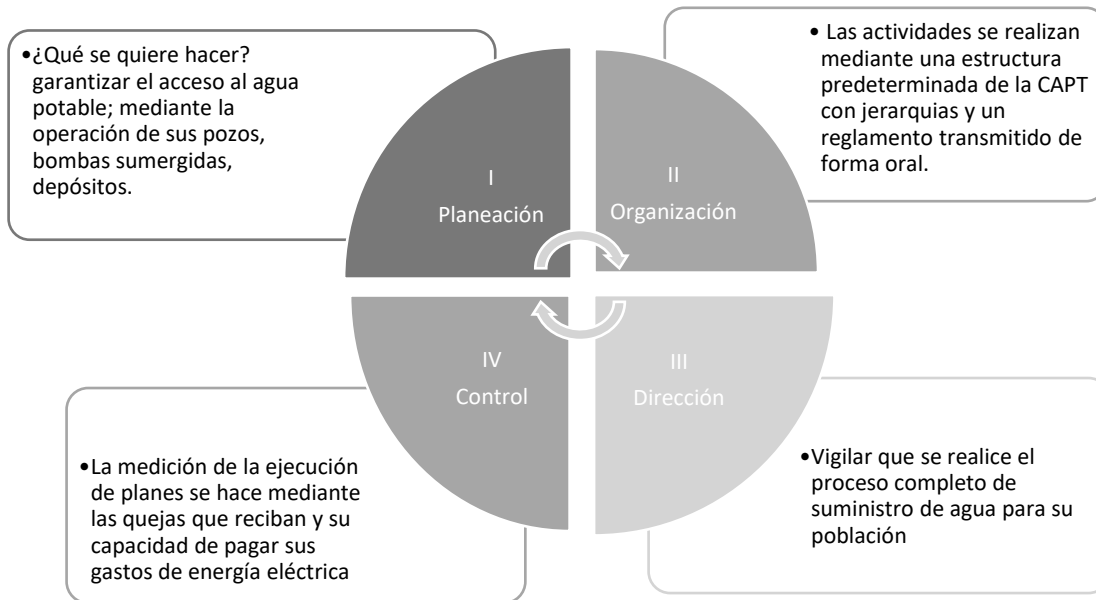 •¿Qué se quiere hacer?
garantizar el acceso al agua
potable; mediante la
operación de sus pozos,
bombas sumergidas,
depósitos.
• Las actividades se realizan
mediante una estructura
predeterminada de la CAPT
con jerarquias y un
reglamento transmitido de
forma oral.
I
Planeación
II
Organización
IV
Control
III
Dirección
•La medición de la ejecución
de planes se hace mediante
las quejas que reciban y su
capacidad de pagar sus
gastos de energía eléctrica
•Vigilar que se realice el
proceso completo de
suministro de agua para su
población